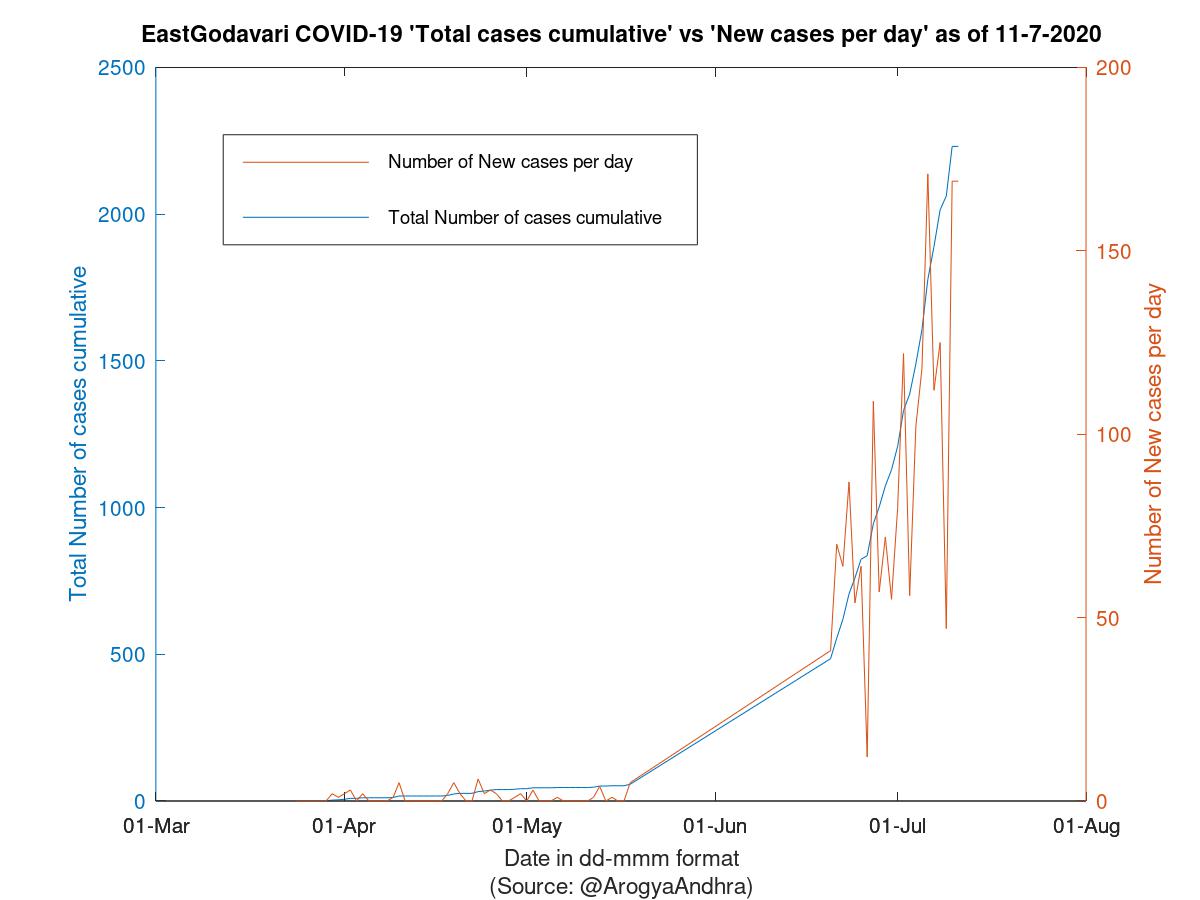 EastGodavari COVID-19 'Total cases cumulative' vs 'New cases per day' as of 11-7-2020
2500
2000
1500
1000
500
0
Total Number of cases cumulative
Number of New cases per day
Total Number of cases cumulative
200
150
100
50
0
Number of New cases per day
01-Mar
01-Apr
01-May
01-Jun
01-Jul
01-Aug
Date in dd-mmm format
(Source: @ArogyaAndhra)